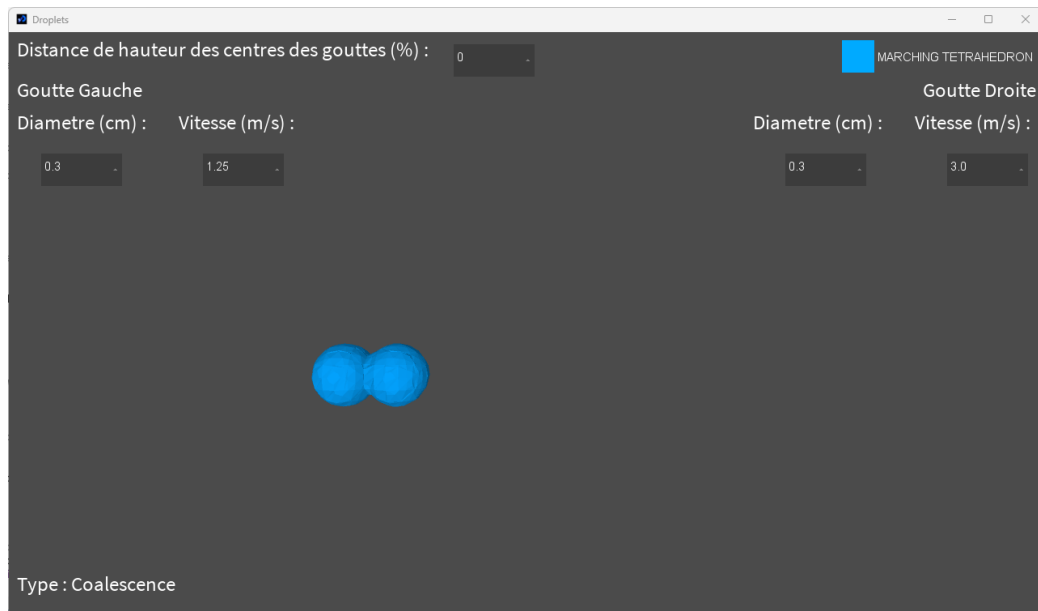 Droplets
Distance de hauteur des centres des gouttes (%) : 0
MARCHING TETRAHEDRON
Goutte Gauche
Goutte Droite
Diametre (cm) : Vitesse (m/s) :
Diametre (cm) : Vitesse (m/s) :
0.3 1.25
0.3 3.0
Type : Coalescence